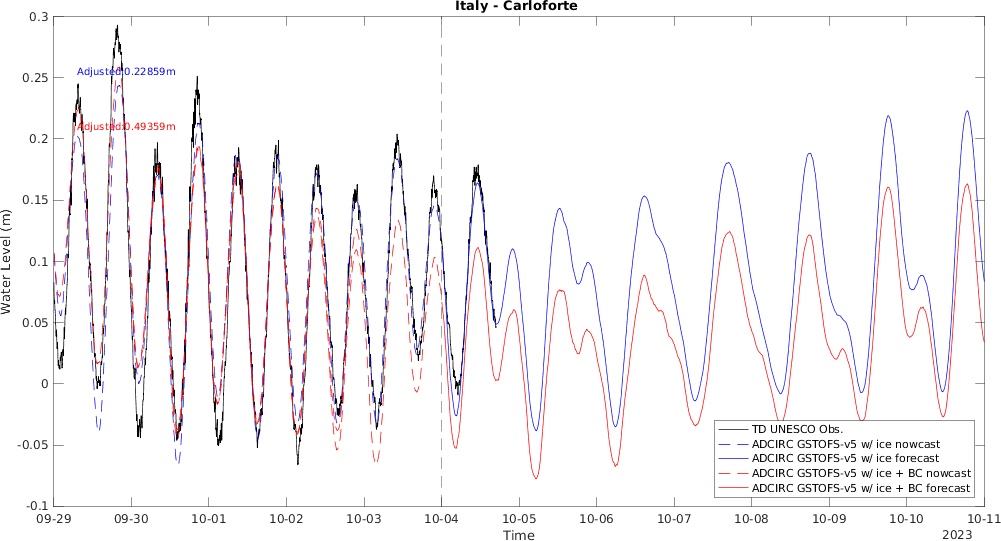 Italy - Carloforte
0.3
0.25
0.2
0.15
0.1
0.05
0
-0.05
-0.1
Water Level (m)
Adjusted:0.22859m
Adjusted:0.49359m
TD UNESCO Obs.
ADCIRC GSTOFS-v5 w/ ice nowcast
ADCIRC GSTOFS-v5 w/ ice forecast
ADCIRC GSTOFS-v5 w/ ice + BC nowcast
ADCIRC GSTOFS-v5 w/ ice + BC forecast
09-29 09-30 10-01 10-02 10-03 10-04 10-05 10-06 10-07 10-08 10-09 10-10 10-11
Time
2023